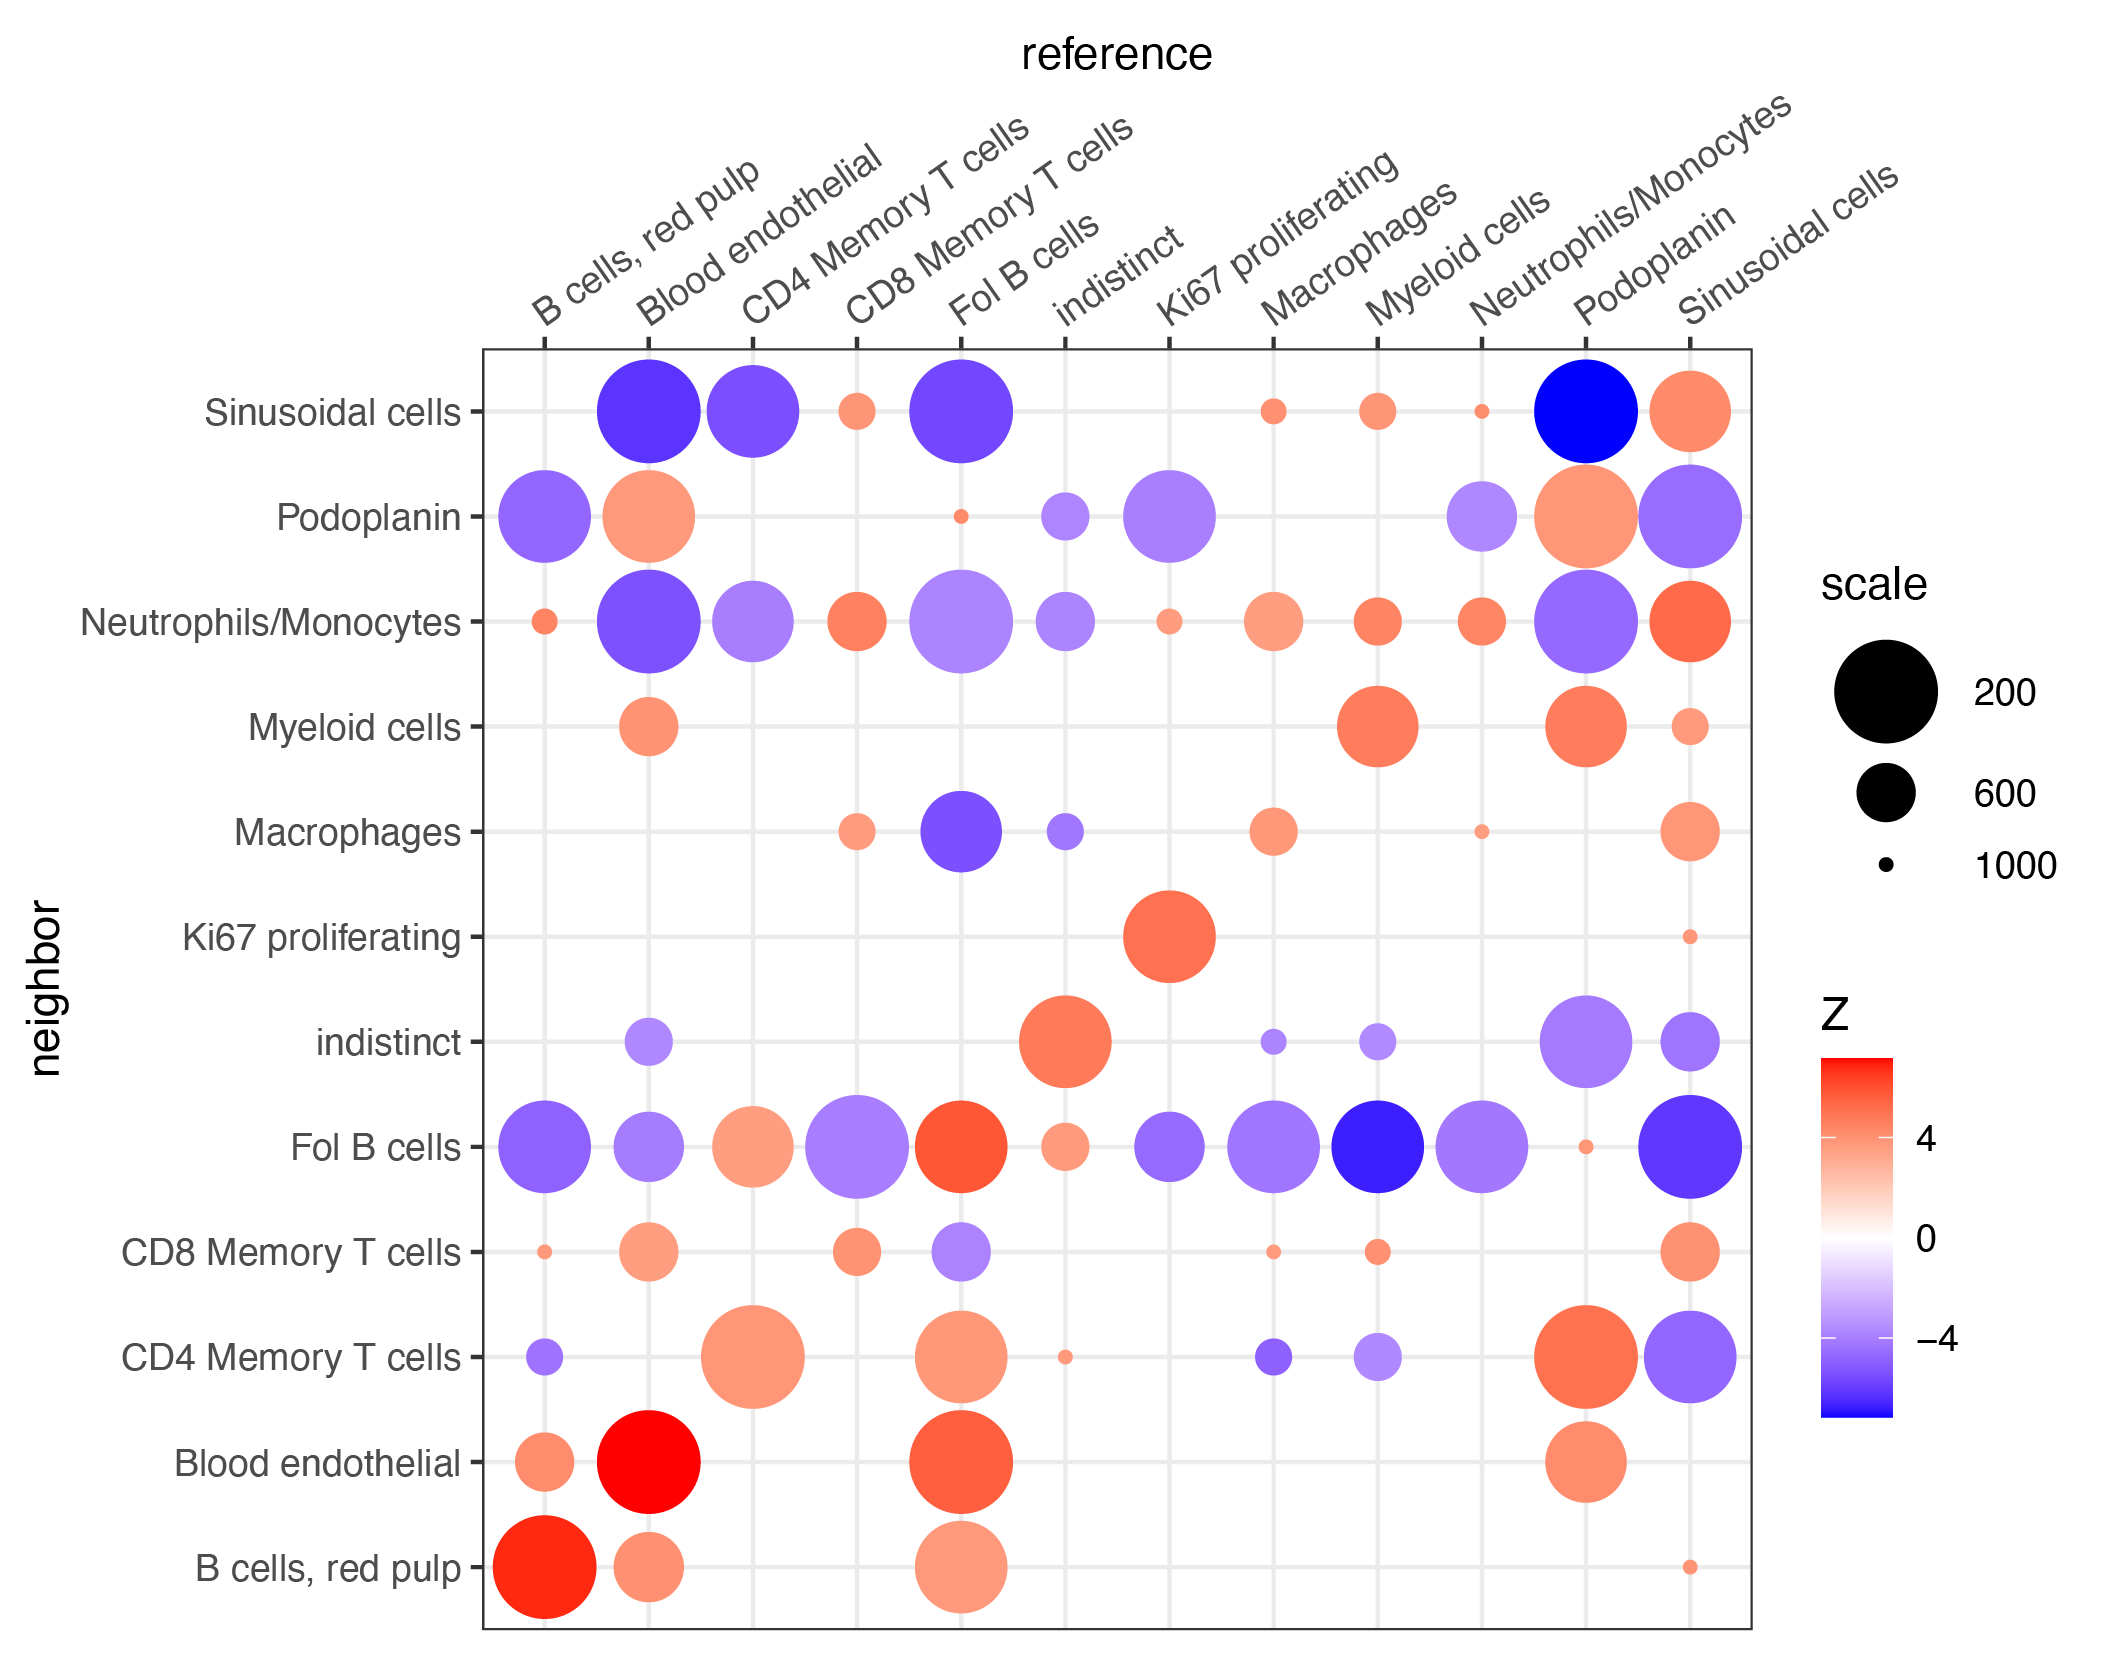 reference
B cells, red pulp
Blood endothelial
CD4 Memory T cells
CD8 Memory T cells
Fol B cells
indistinct
Ki67 proliferating
Macrophages
Myeloid cells
Neutrophils/Monocytes
Podoplanin
Sinusoidal cells
neighbor
Sinusoidal cells
Podoplanin
Neutrophils/Monocytes
Myeloid cells
Macrophages
Ki67 proliferating
indistinct
Fol B cells
CD8 Memory T cells
CD4 Memory T cells
Blood endothelial
B cells, red pulp
scale
200
600
1000
Z
4
0
−4